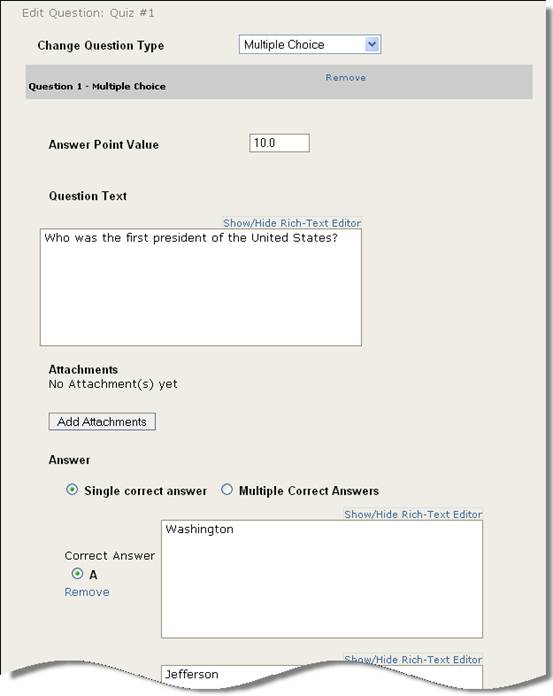 Edit Question: Quiz #1
Change Question Type Multiple Choice
Remove
Question 1 - Multiple Choice
Answer Point Value 10.0
Question Text
Show/Hide Rich-Text Editor
Who was the first president of the United States?
Attachments
No Attachment(s) yet
Add Attachments
Answer
Single correct answer Multiple Correct Answers
Show/Hide Rich-Text Editor
Washington
Correct Answer
A
Remove
Show/Hide Rich-Text Editor
Jefferson